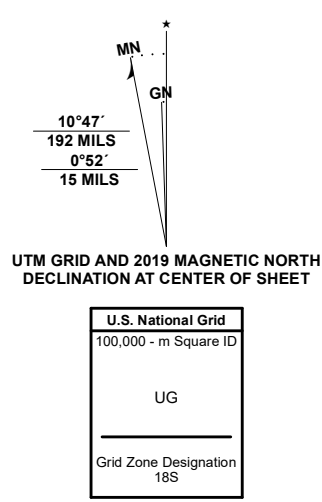 MN
GN
10°47´
192 MILS
0°52´
15 MILS
UTM GRID AND 2019 MAGNETIC NORTH
DECLINATION AT CENTER OF SHEET
U.S. National Grid
100,000 - m Square ID
UG
Grid Zone Designation
18S